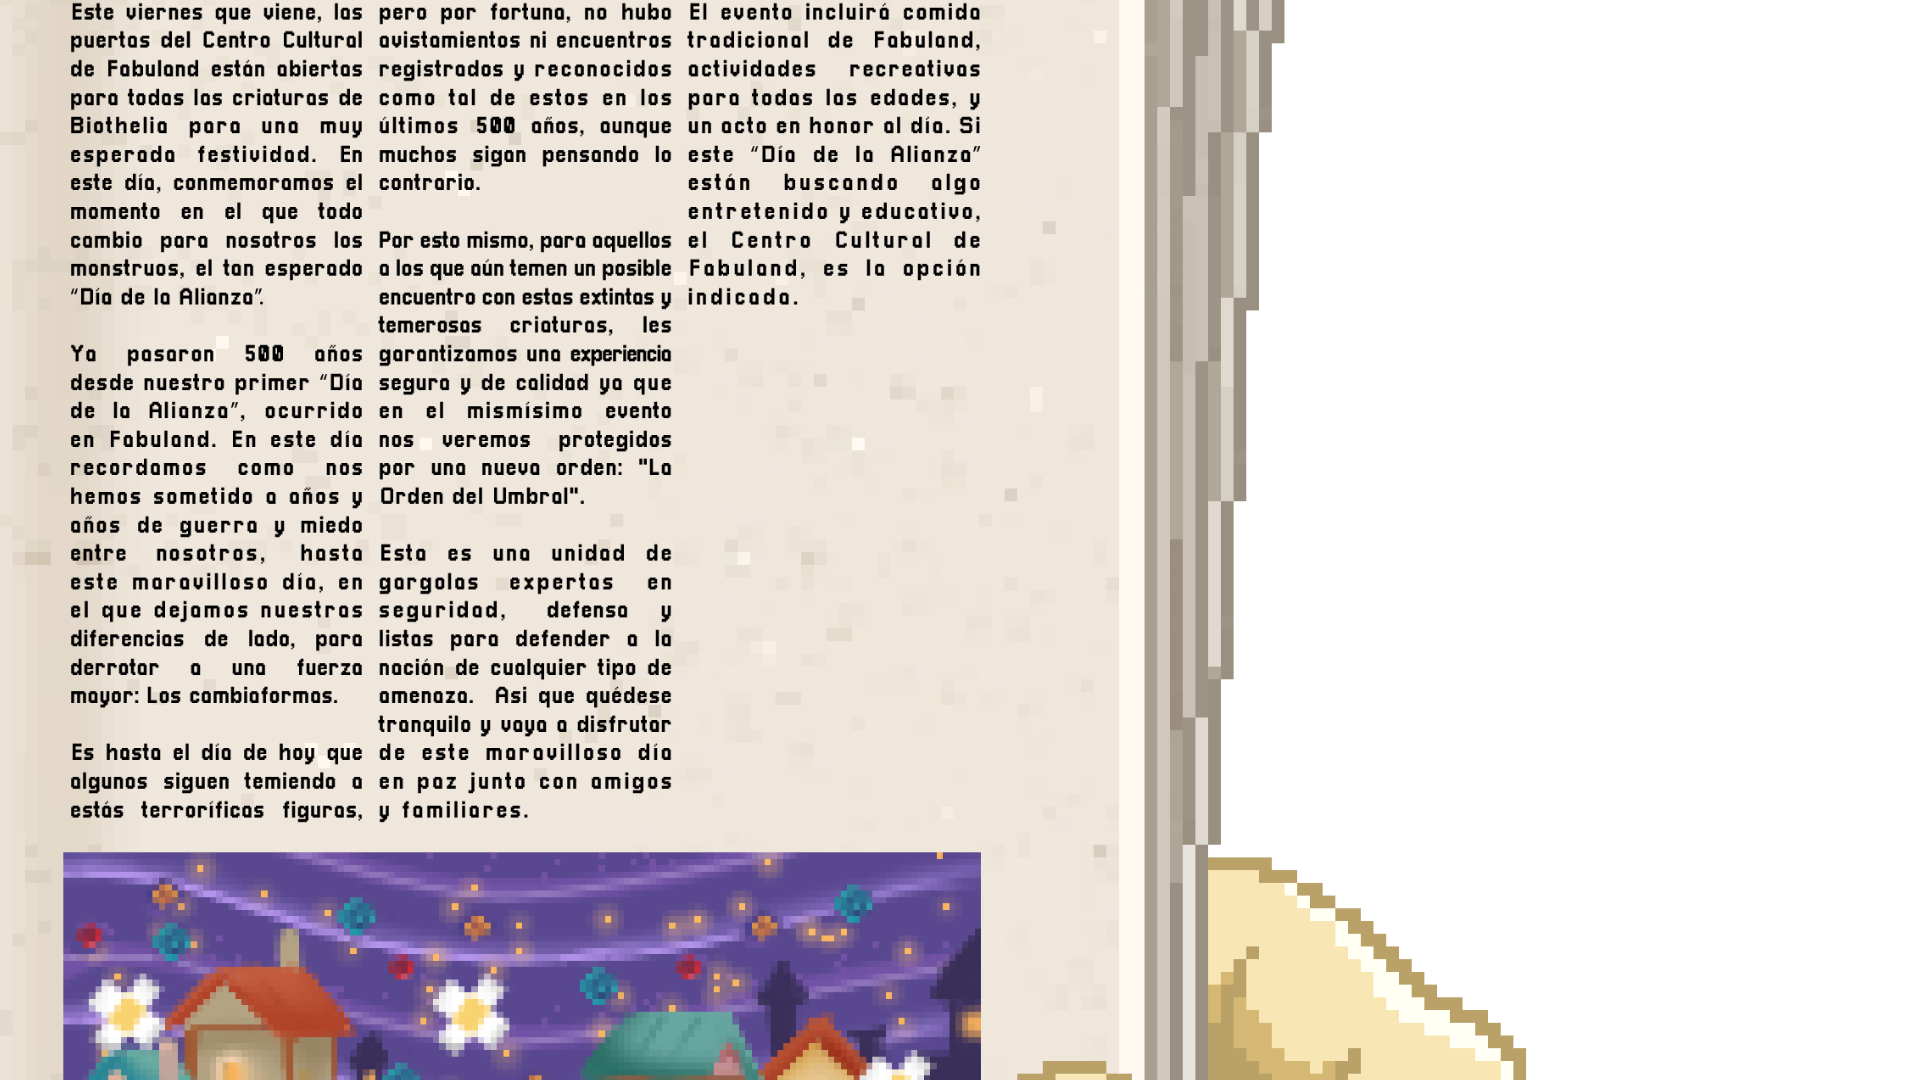 Este viernes que viene, las
puertas del Centro Cultural
de Fabuland están abiertas
para todas las criaturas de
Biothelia para una muy
esperada festividad. En
este día, conmemoramos el
momento en el que todo
cambio para nosotros los
monstruos, el tan esperado
“Día de la Alianza”.
Ya pasaron 500 años
desde nuestro primer “Día
de la Alianza”, ocurrido
en Fabuland. En este día
recordamos como nos
hemos sometido a años y
años de guerra y miedo
entre nosotros, hasta
este maravilloso día, en
el que dejamos nuestras
diferencias de lado, para
derrotar a una fuerza
mayor: Los cambiaformas.
Es hasta el día de hoy que
algunos siguen temiendo a
estás terroríficas figuras,
pero por fortuna, no hubo
avistamientos ni encuentros
registrados y reconocidos
como tal de estos en los
últimos 500 años, aunque
muchos sigan pensando lo
contrario.
Por esto mismo, para aquellos
a los que aún temen un posible
encuentro con estas extintas y
temerosas criaturas, les
garantizamos una experiencia
segura y de calidad ya que
en el mismísimo evento
nos veremos protegidos
por una nueva orden: "La
Orden del Umbral".
Esta es una unidad de
gargolas expertas en
seguridad, defensa y
listas para defender a la
nación de cualquier tipo de
amenaza. Asi que quédese
tranquilo y vaya a disfrutar
de este maravilloso día
en paz junto con amigos
y familiares.
El evento incluirá comida
tradicional de Fabuland,
actividades recreativas
para todas las edades, y
un acto en honor al día. Si
este “Día de la Alianza”
están buscando algo
entretenido y educativo,
el Centro Cultural de
Fabuland, es la opción
indicada.